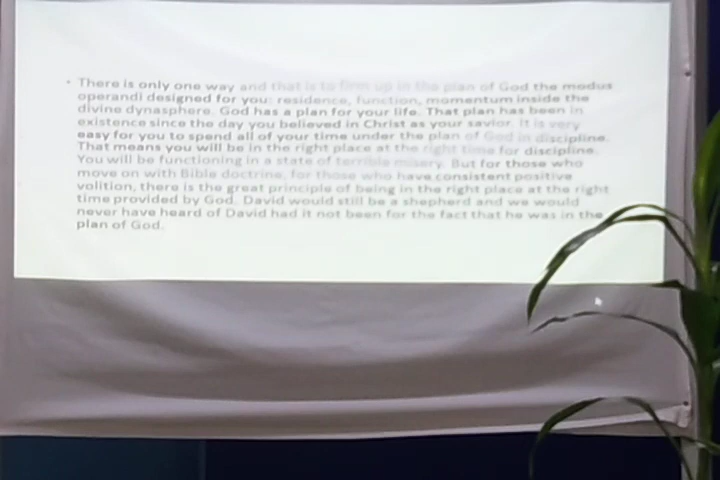 • There is only one way and that is to firm up in the plan of God the modus
operandi designed for you: residence, function, momentum inside the
divine dynasphere. God has a plan for your life. That plan has been in
existence since the day you believed in Christ as your savior. It is very
easy for you to spend all of your time under the plan of God in discipline.
That means you will be in the right place at the right time for discipline.
You will be functioning in a state of terrible misery. But for those who
move on with Bible doctrine, for those who have consistent positive
volition, there is the great principle of being in the right place at the right
time provided by God. David would still be a shepherd and we would
never have heard of David had it not been for the fact that he was in the
plan of God.